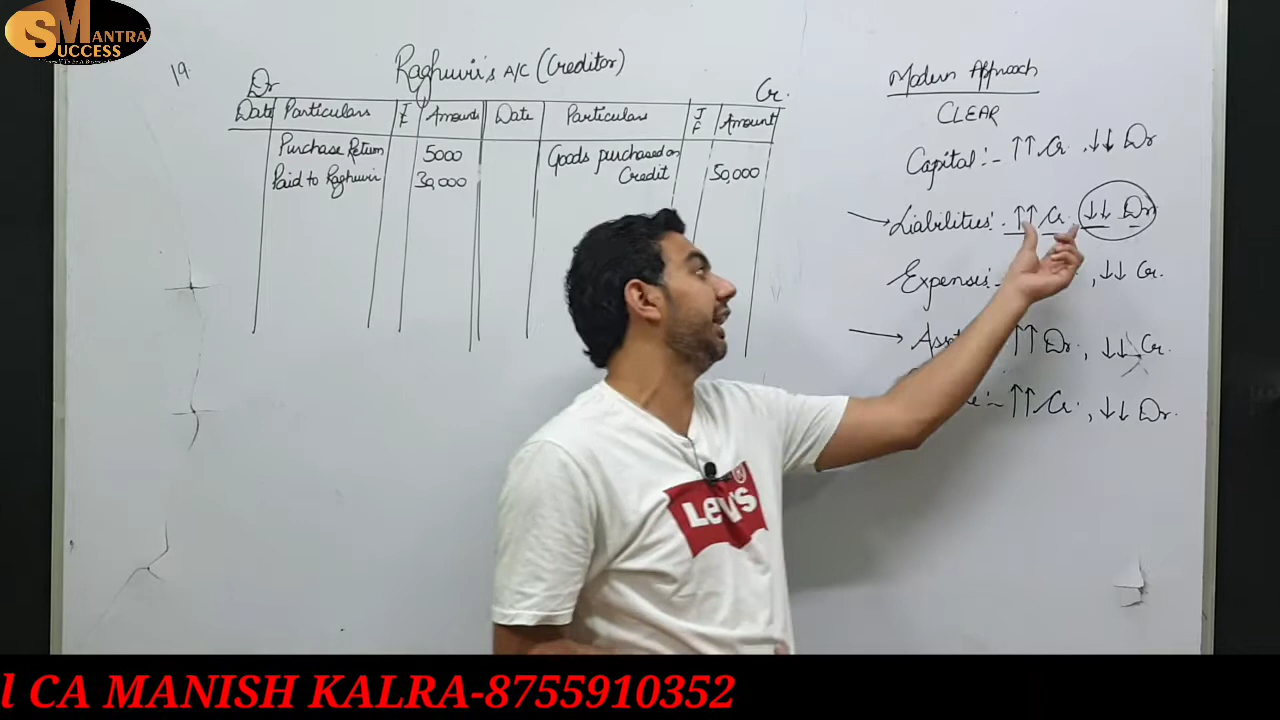 MANTRA
SUCCESS
19.
Raghuvir's A/C (Creditor)
Dr
Cr.
Date Particulars J F Amount Date Particulars J F Amount
Purchase Return 5000 Goods purchased on
Paid to Raghuvir 30,000 Credit 50,000
Modern Approach
CLEAR
Capital:- ↑↑ Cr, ↓↓ Dr
Liabilities:- ↑↑ Cr, ↓↓ Dr
Expenses:- , ↓↓ Cr.
↑↑ Dr, ↓↓ Cr.
↑↑ Cr, ↓↓ Dr.
LEVI'S
l CA MANISH KALRA-8755910352